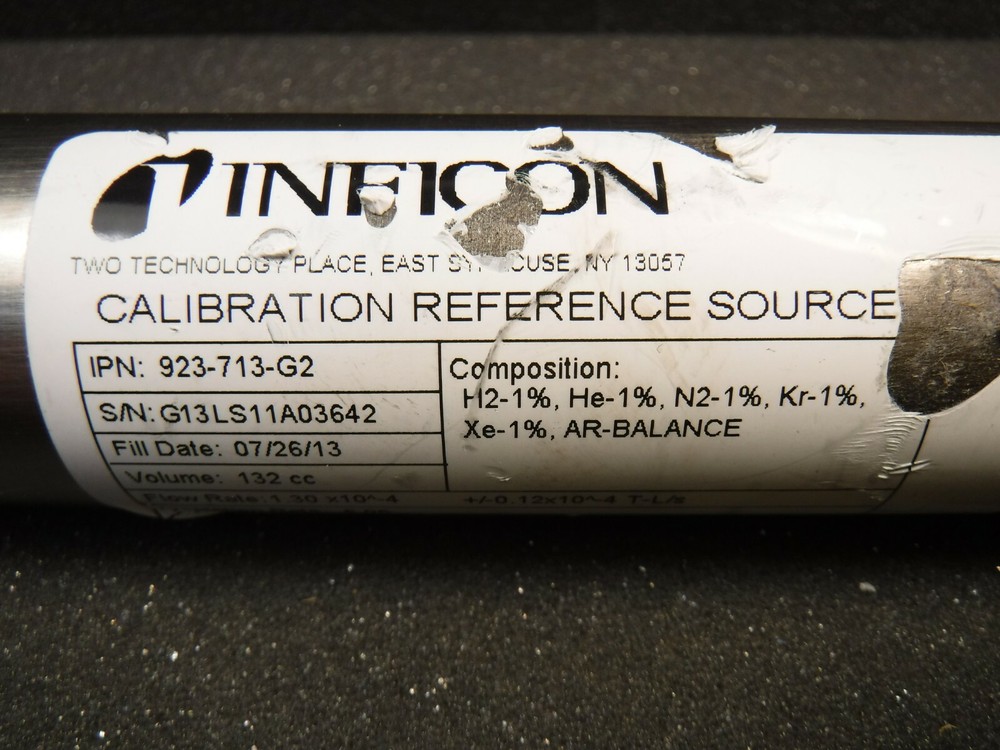 INFICON
TWO TECHNOLOGY PLACE, EAST SYRACUSE, NY 13057
CALIBRATION REFERENCE SOURCE
IPN: 923-713-G2
S/N: G13LS11A03642
Fill Date: 07/26/13
Volume: 132 cc
Flow Rate: 1.30 x10^-4 +/-0.12x10^-4 T-L/s
Composition:
H2-1%, He-1%, N2-1%, Kr-1%,
Xe-1%, AR-BALANCE